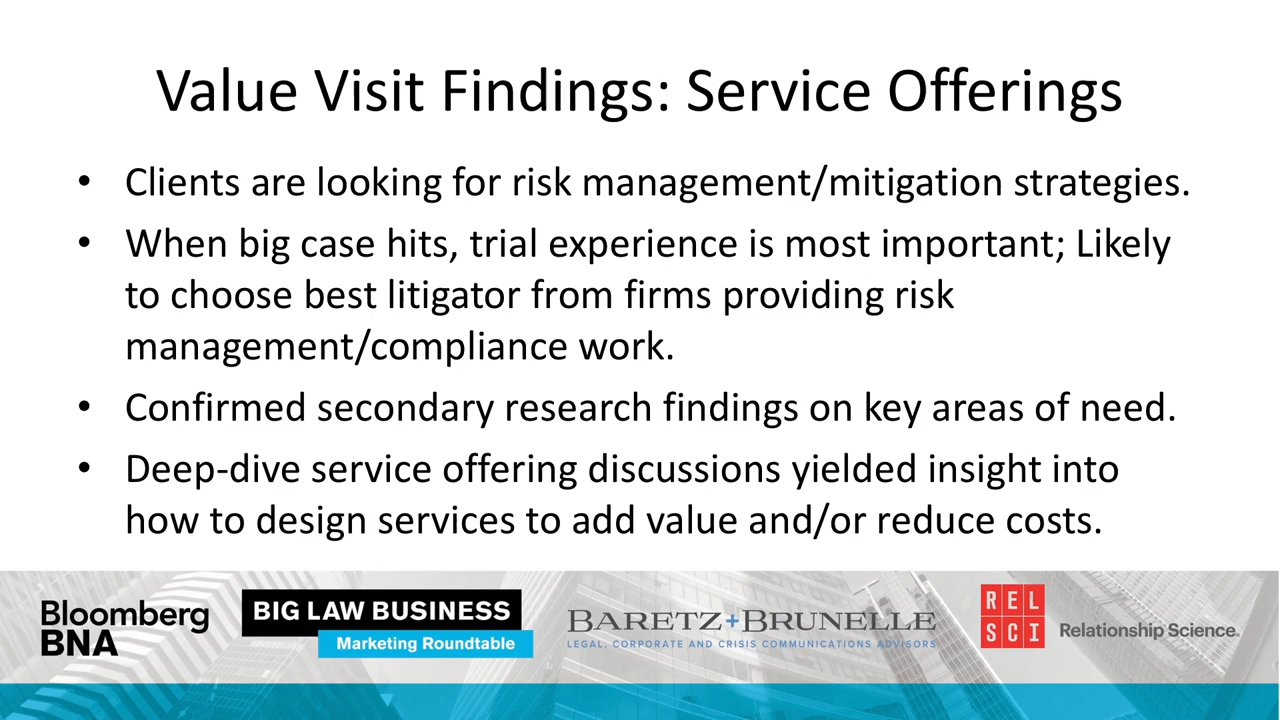 Value Visit Findings: Service Offerings
• Clients are looking for risk management/mitigation strategies.
• When big case hits, trial experience is most important; Likely
to choose best litigator from firms providing risk
management/compliance work.
• Confirmed secondary research findings on key areas of need.
• Deep-dive service offering discussions yielded insight into
how to design services to add value and/or reduce costs.
Bloomberg
BNA
BIG LAW BUSINESS
Marketing Roundtable
BARETZ+BRUNELLE
LEGAL, CORPORATE AND CRISIS COMMUNICATIONS ADVISORS
REL
SCI
Relationship Science.